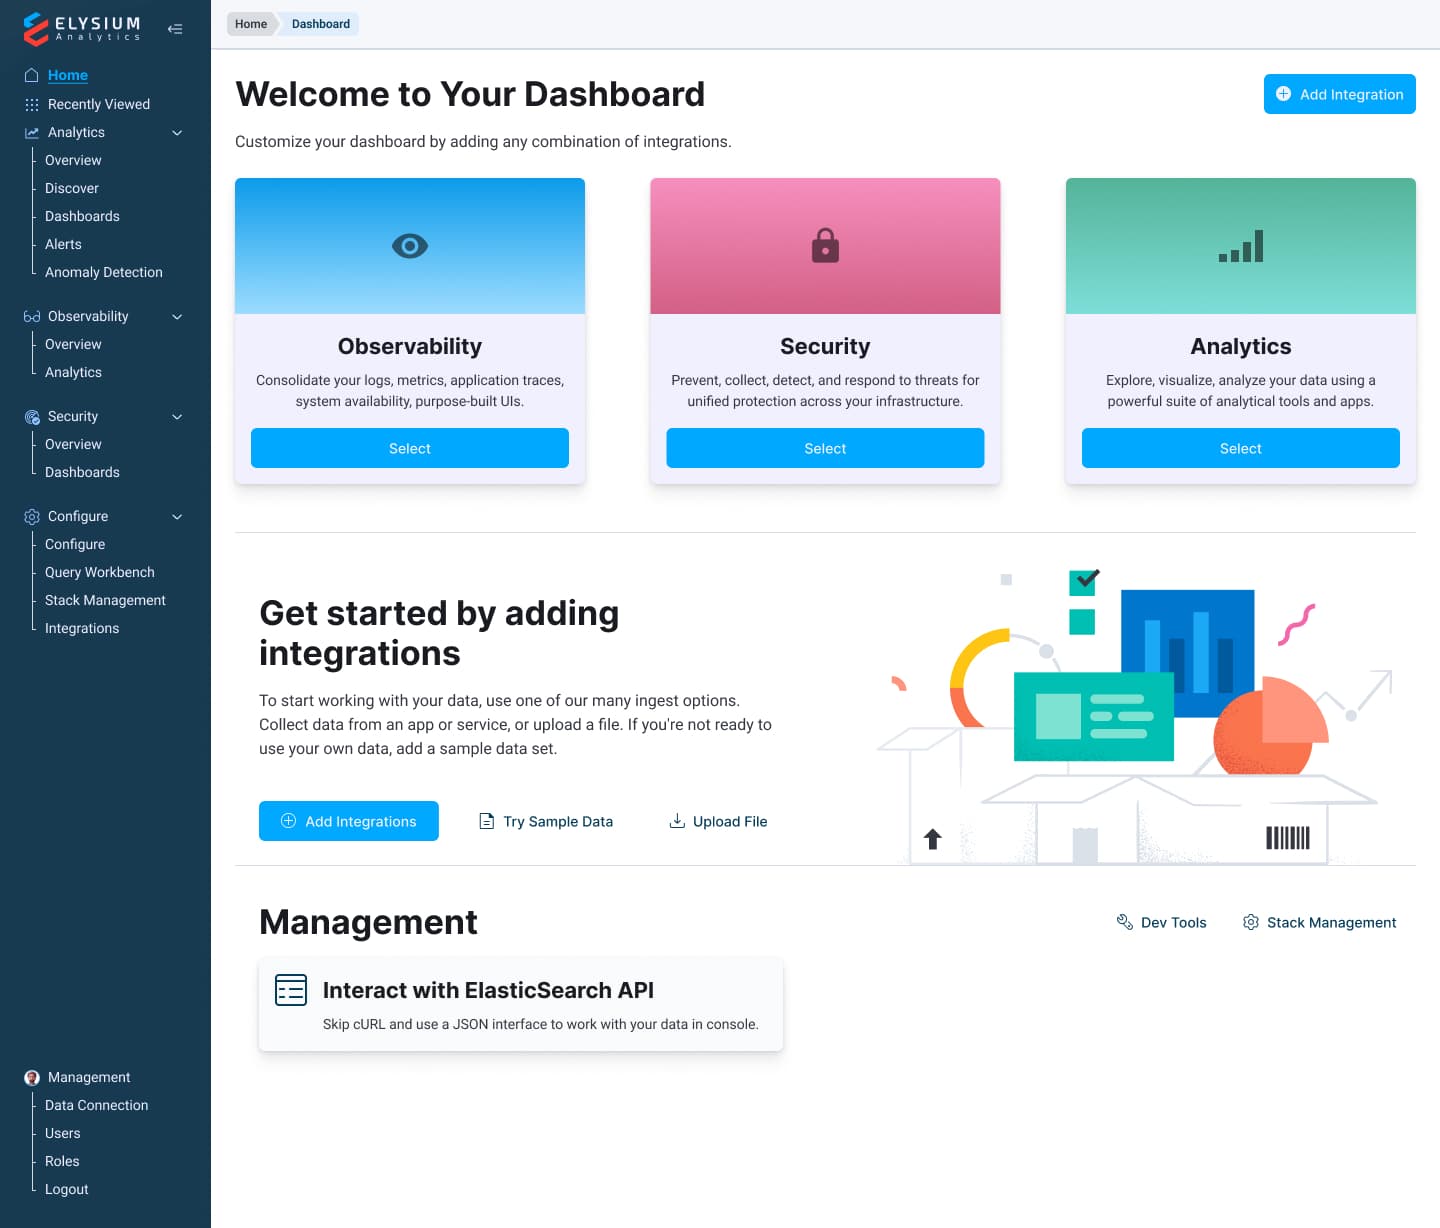 ELYSIUM
Analytics
Home
Recently Viewed
Analytics
Overview
Discover
Dashboards
Alerts
Anomaly Detection
Observability
Overview
Analytics
Security
Overview
Dashboards
Configure
Configure
Query Workbench
Stack Management
Integrations
Management
Data Connection
Users
Roles
Logout
Home
Dashboard
Welcome to Your Dashboard
Add Integration
Customize your dashboard by adding any combination of integrations.
Observability
Consolidate your logs, metrics, application traces,
system availability, purpose-built UIs.
Select
Security
Prevent, collect, detect, and respond to threats for
unified protection across your infrastructure.
Select
Analytics
Explore, visualize, analyze your data using a
powerful suite of analytical tools and apps.
Select
Get started by adding
integrations
To start working with your data, use one of our many ingest options.
Collect data from an app or service, or upload a file. If you're not ready to
use your own data, add a sample data set.
Add Integrations
Try Sample Data
Upload File
Management
Dev Tools
Stack Management
Interact with ElasticSearch API
Skip cURL and use a JSON interface to work with your data in console.